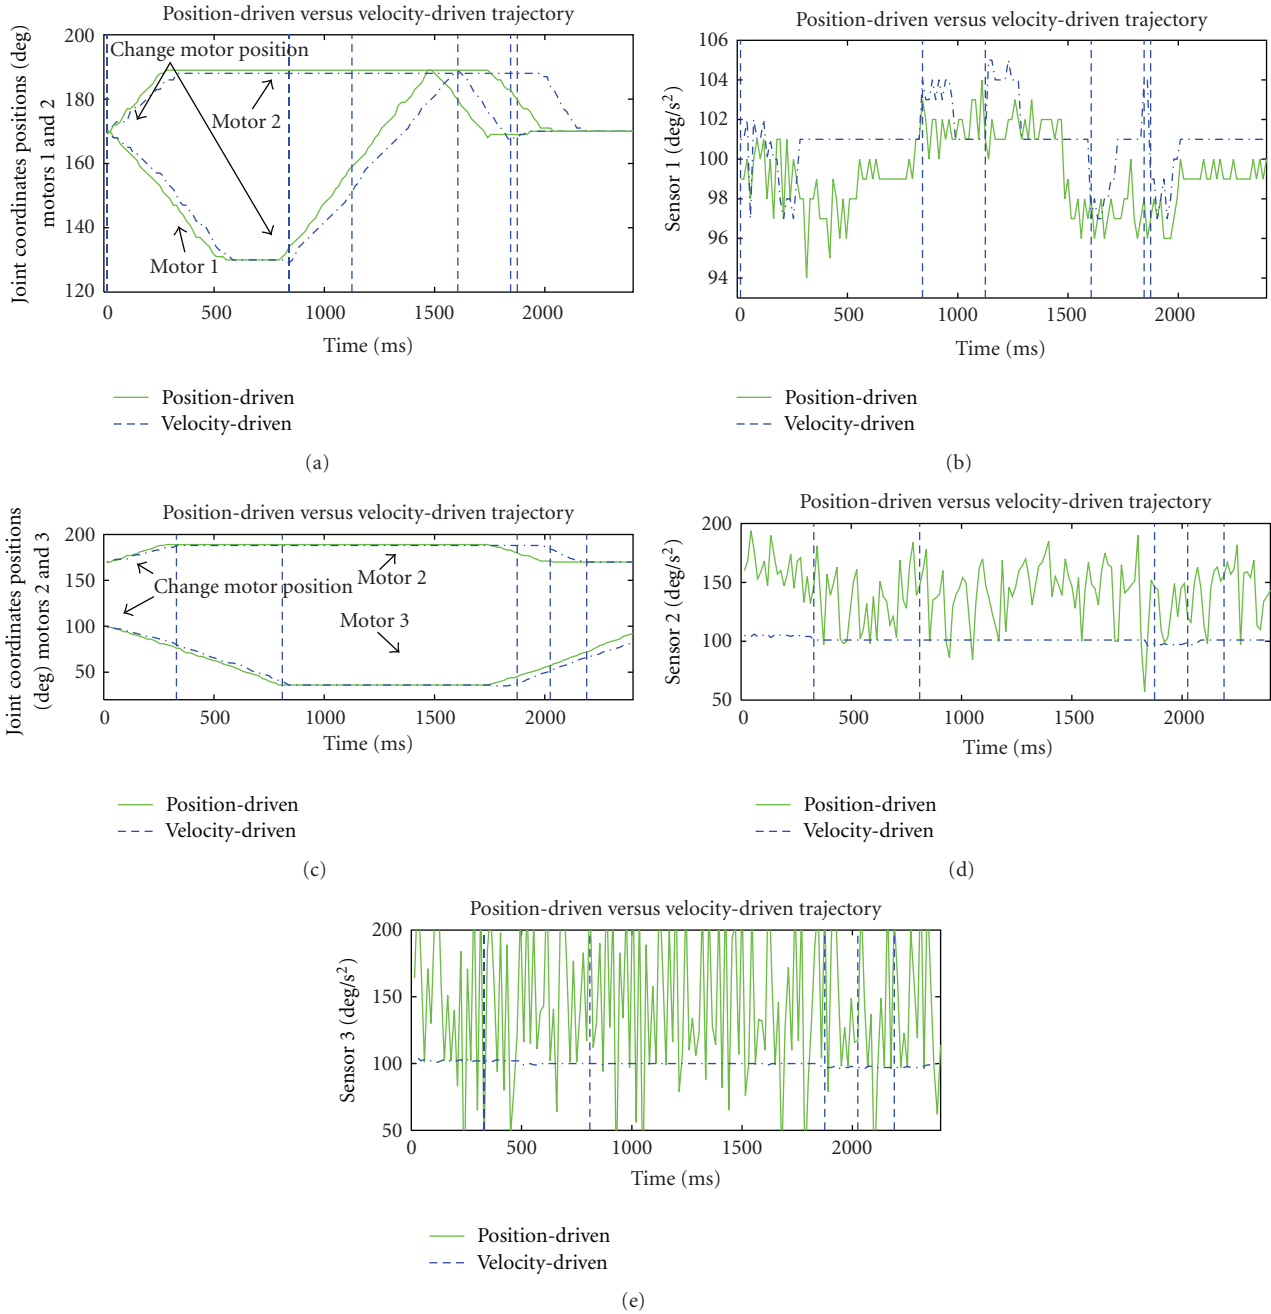 Position-driven versus velocity-driven trajectory
Joint coordinates positions (deg)
motors 1 and 2
200
180
160
140
120
Change motor position
Motor 2
Motor 1
0
500
1000
1500
2000
Time (ms)
Position-driven
Velocity-driven
(a)
Position-driven versus velocity-driven trajectory
Sensor 1 (deg/s²)
106
104
102
100
98
96
94
0
500
1000
1500
2000
Time (ms)
Position-driven
Velocity-driven
(b)
Position-driven versus velocity-driven trajectory
Joint coordinates positions
(deg) motors 2 and 3
200
150
100
50
Change motor position
Motor 2
Motor 3
0
500
1000
1500
2000
Time (ms)
Position-driven
Velocity-driven
(c)
Position-driven versus velocity-driven trajectory
Sensor 2 (deg/s²)
200
150
100
50
0
500
1000
1500
2000
Time (ms)
Position-driven
Velocity-driven
(d)
Position-driven versus velocity-driven trajectory
Sensor 3 (deg/s²)
200
150
100
50
0
500
1000
1500
2000
Time (ms)
Position-driven
Velocity-driven
(e)